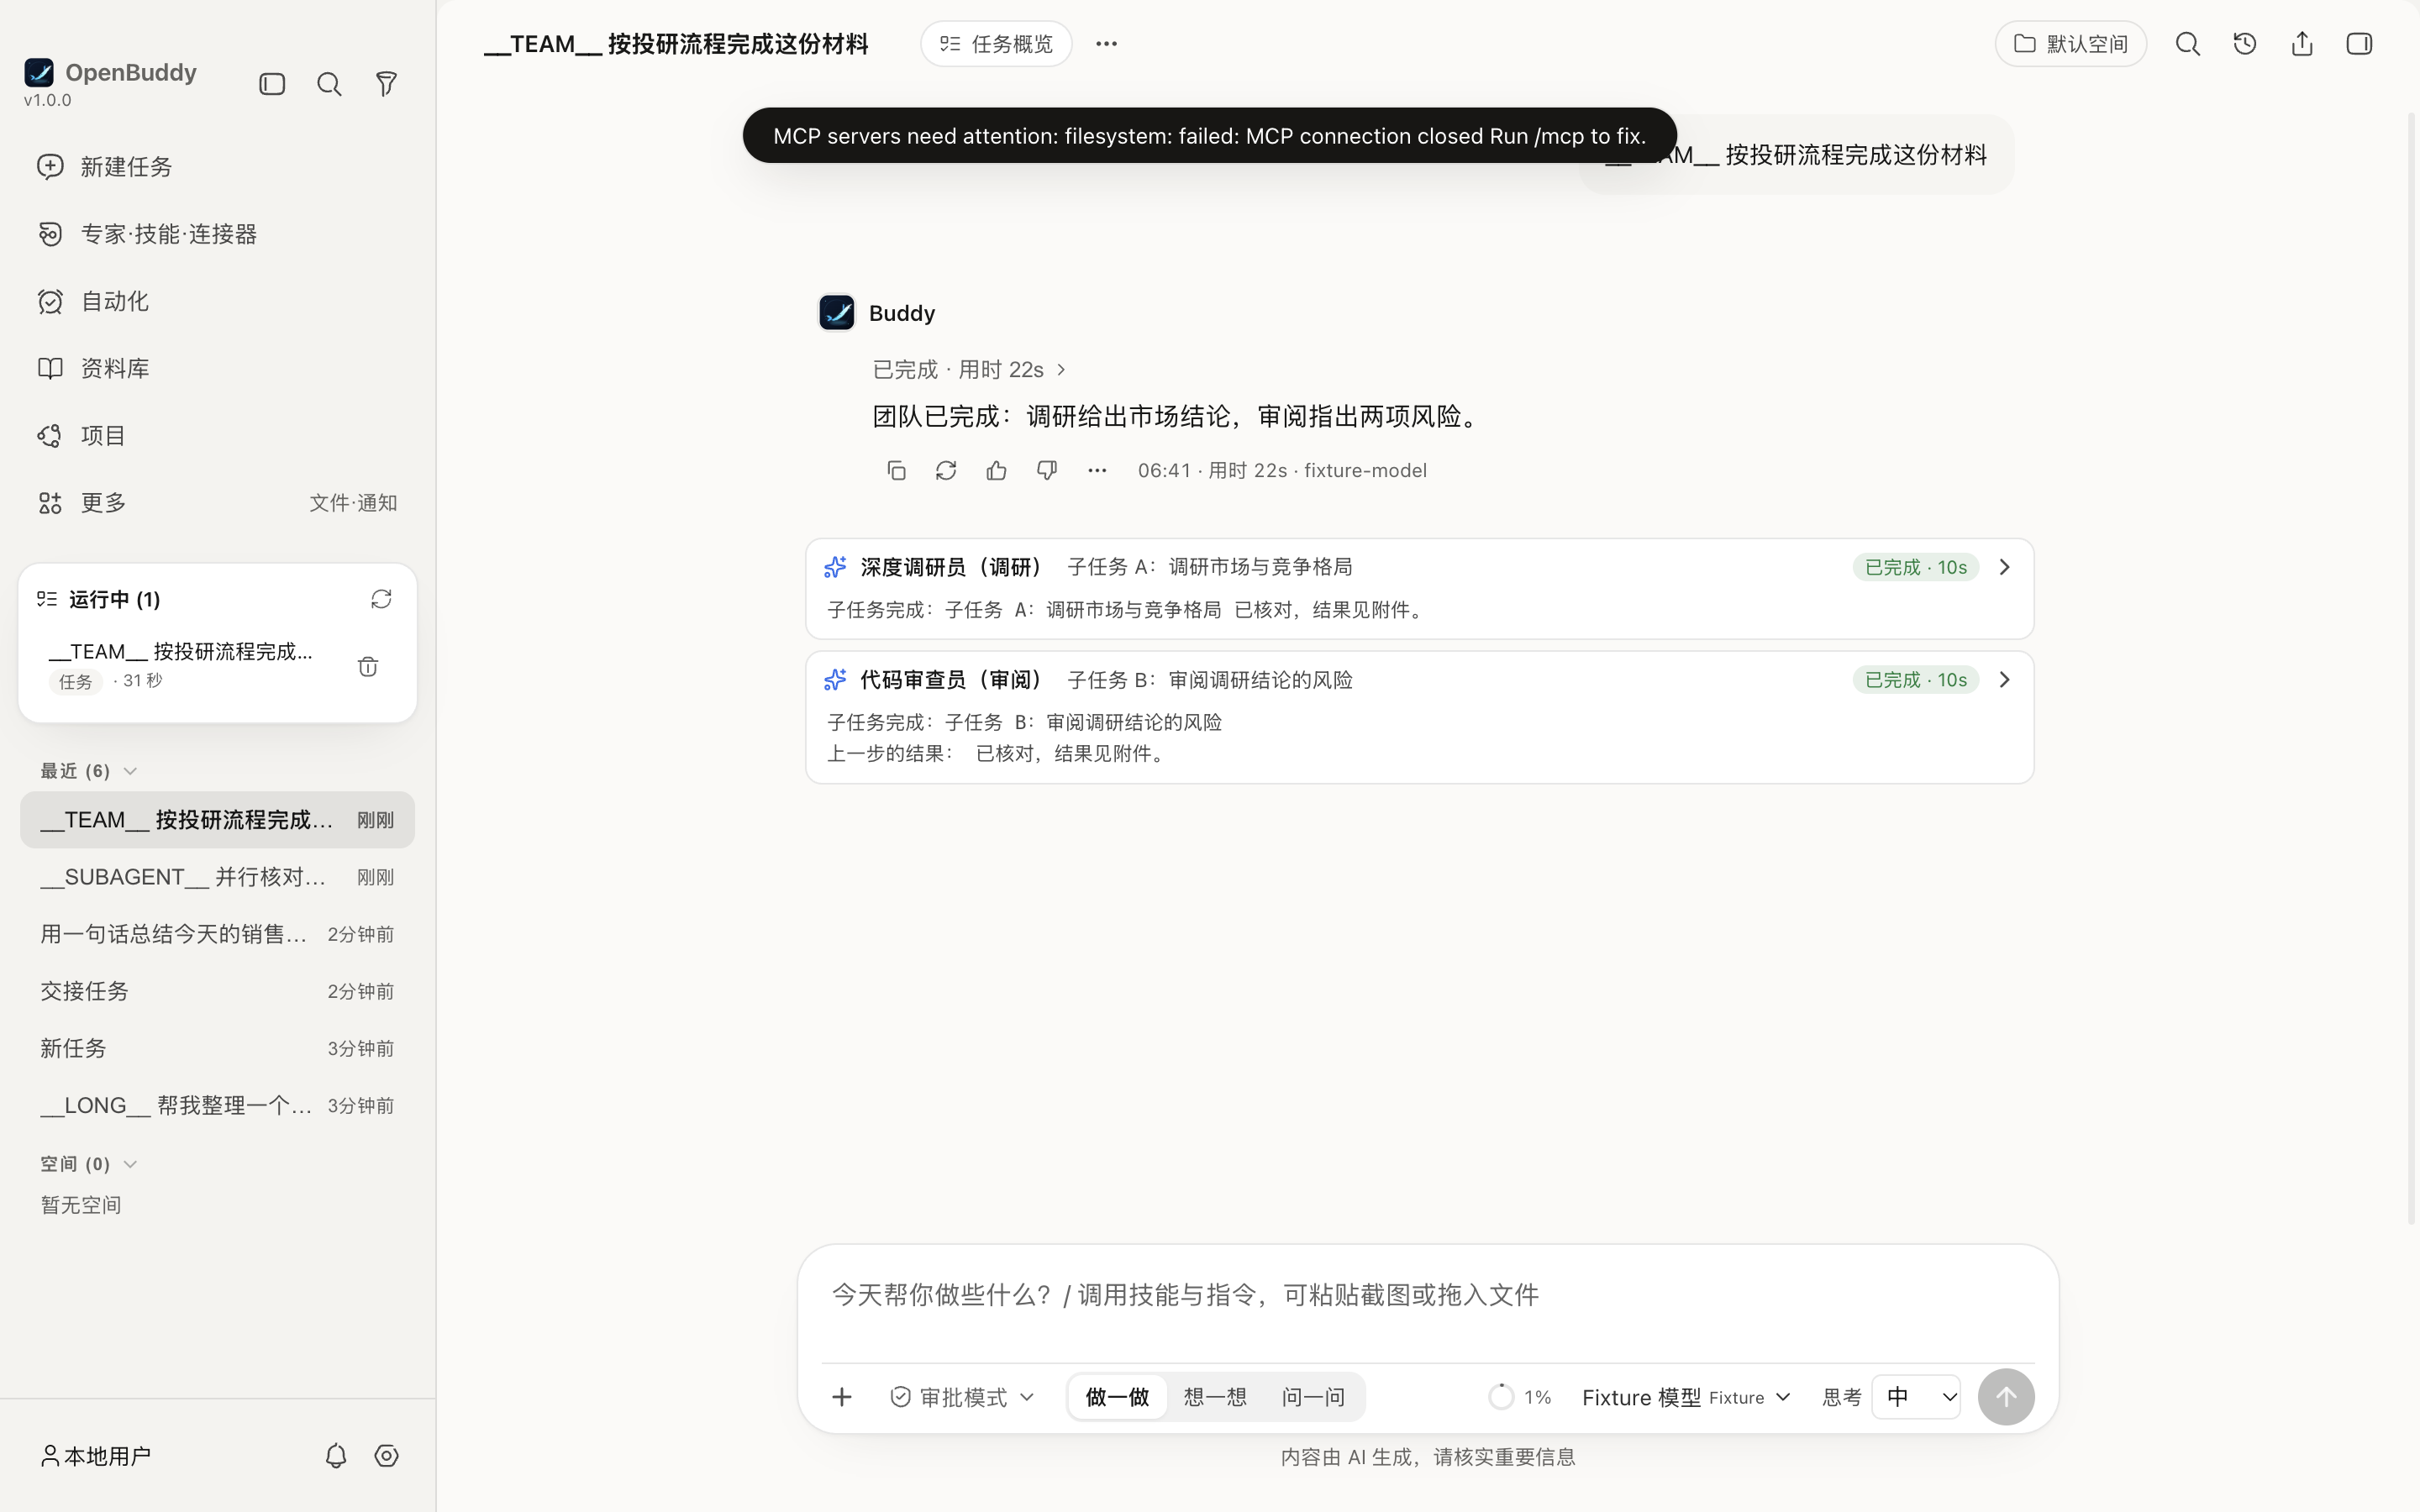 OpenBuddy
v1.0.0
新建任务
专家·技能·连接器
自动化
资料库
项目
更多
文件·通知
运行中 (1)
__TEAM__ 按投研流程完成...
任务 · 31 秒
最近 (6)
__TEAM__ 按投研流程完成... 刚刚
__SUBAGENT__ 并行核对... 刚刚
用一句话总结今天的销售... 2分钟前
交接任务 2分钟前
新任务 3分钟前
__LONG__ 帮我整理一个... 3分钟前
空间 (0)
暂无空间
本地用户
__TEAM__ 按投研流程完成这份材料
任务概览
默认空间
MCP servers need attention: filesystem: failed: MCP connection closed Run /mcp to fix.
按投研流程完成这份材料
Buddy
已完成 · 用时 22s
团队已完成：调研给出市场结论，审阅指出两项风险。
06:41 · 用时 22s · fixture-model
深度调研员（调研） 子任务 A：调研市场与竞争格局 已完成 · 10s
子任务完成：子任务 A：调研市场与竞争格局 已核对，结果见附件。
代码审查员（审阅） 子任务 B：审阅调研结论的风险 已完成 · 10s
子任务完成：子任务 B：审阅调研结论的风险
上一步的结果： 已核对，结果见附件。
今天帮你做些什么？/ 调用技能与指令，可粘贴截图或拖入文件
审批模式 做一做 想一想 问一问 1% Fixture 模型 Fixture 思考 中
内容由 AI 生成，请核实重要信息